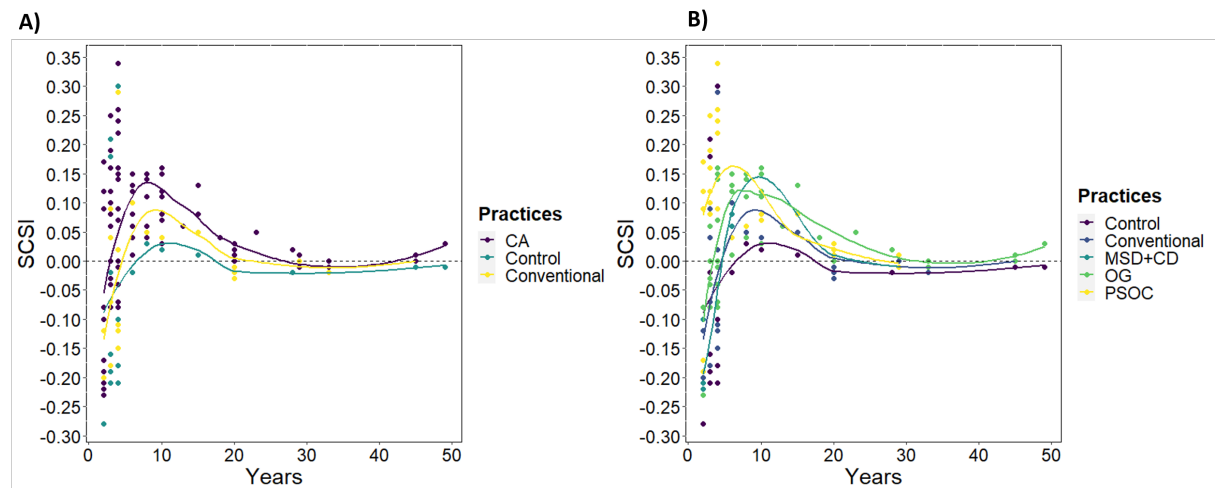 A)
B)
SCSI
0.35
0.30
0.25
0.20
0.15
0.10
0.05
0.00
-0.05
-0.10
-0.15
-0.20
-0.25
-0.30
0 10 20 30 40 50
Years
Practices
CA
Control
Conventional
SCSI
0.35
0.30
0.25
0.20
0.15
0.10
0.05
0.00
-0.05
-0.10
-0.15
-0.20
-0.25
-0.30
0 10 20 30 40 50
Years
Practices
Control
Conventional
MSD+CD
OG
PSOC